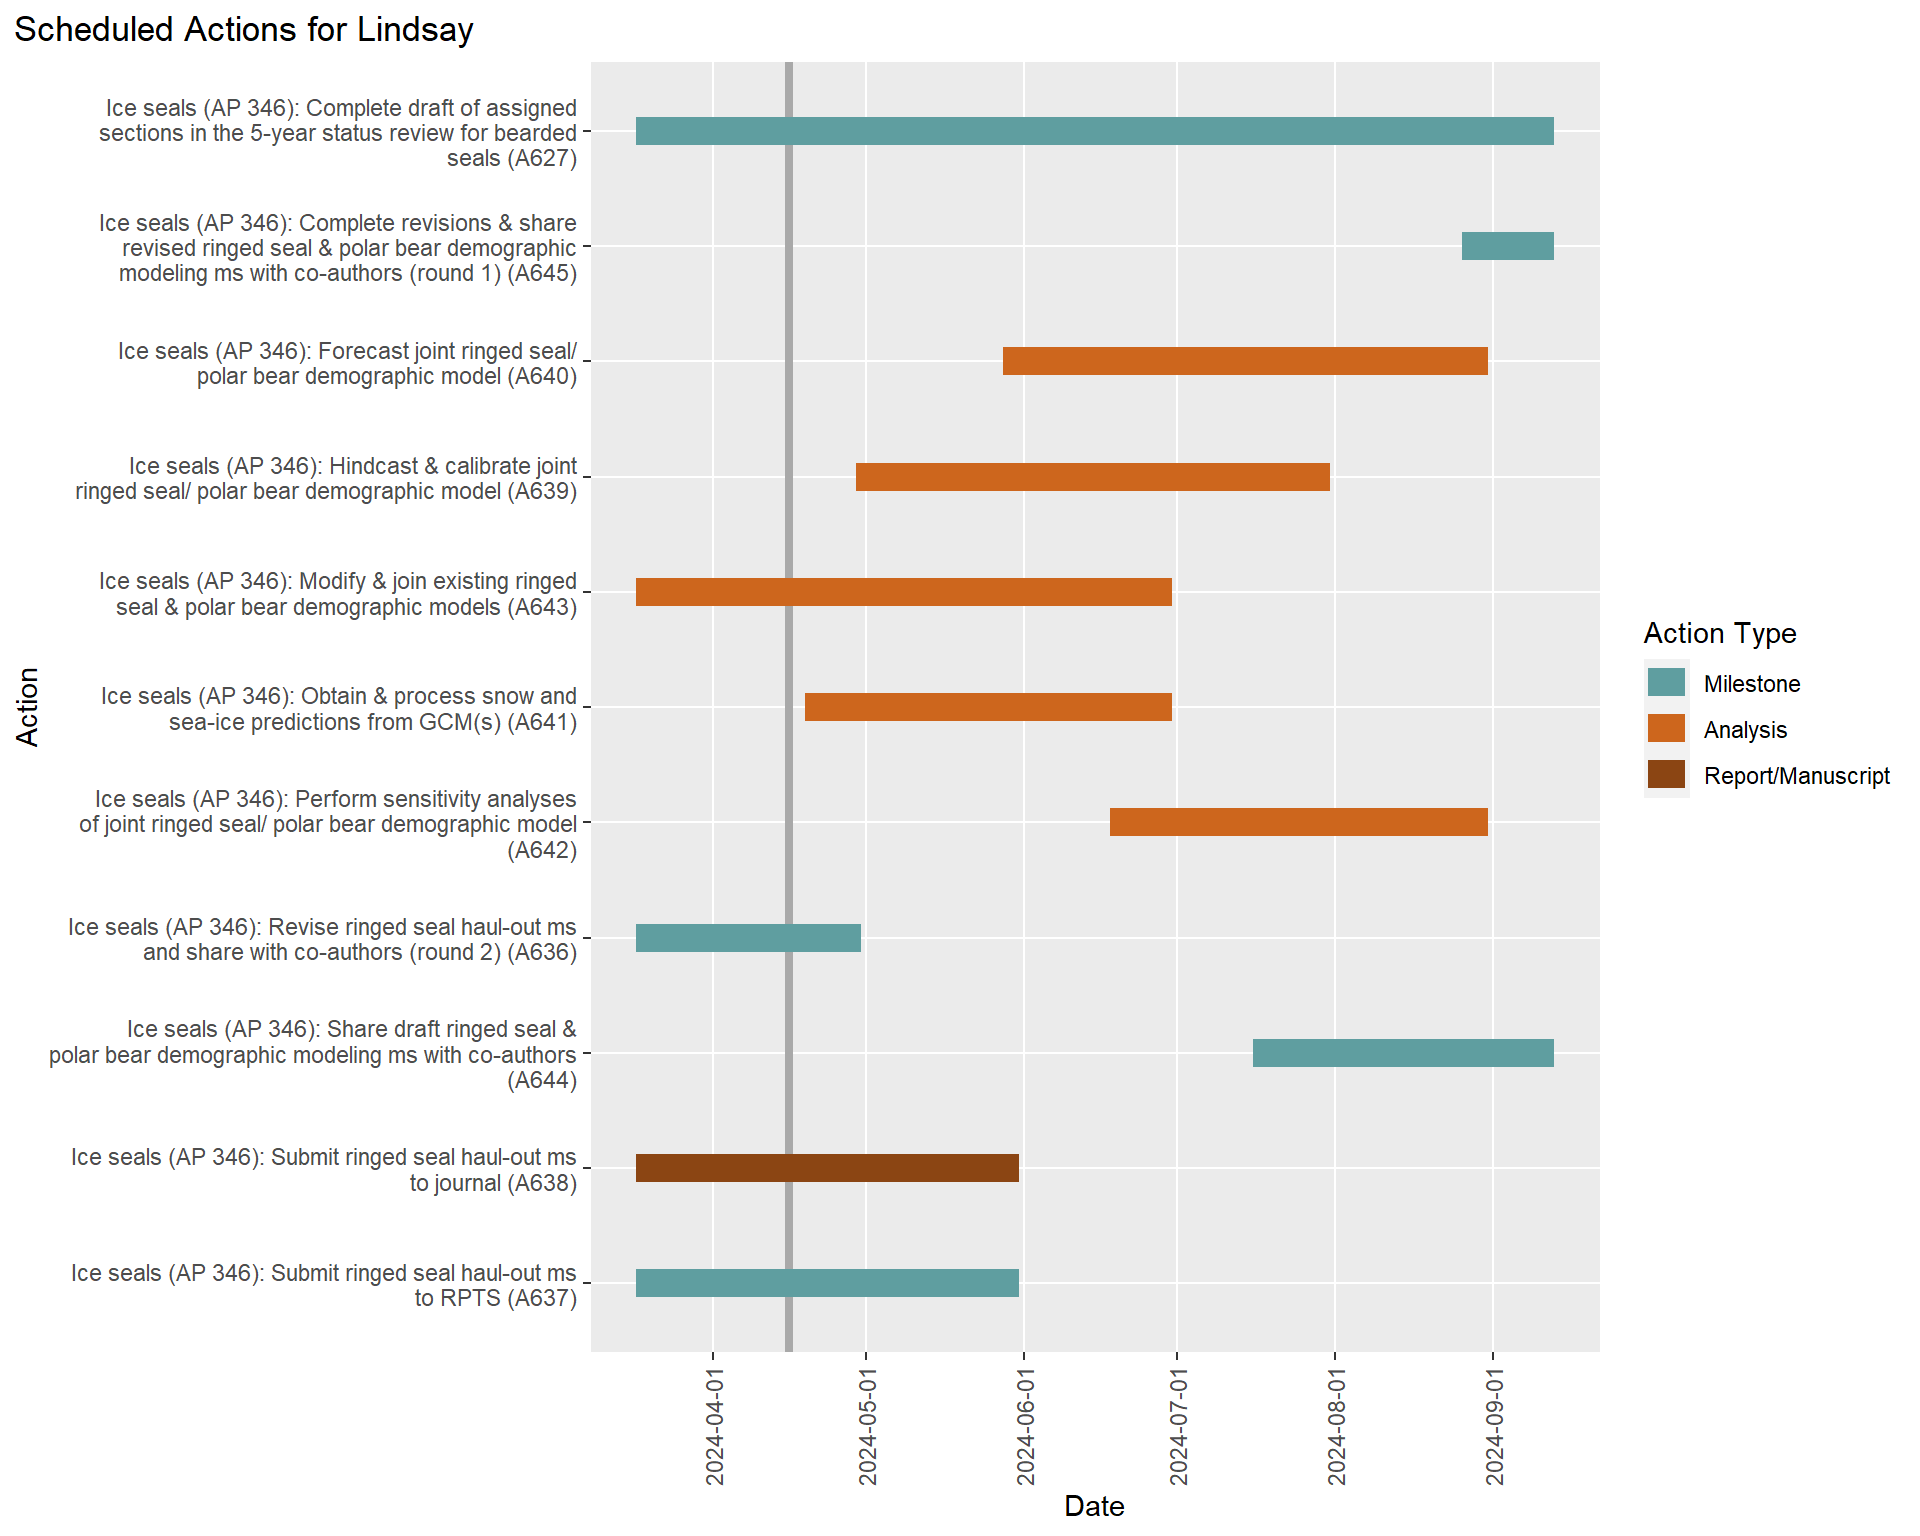 Scheduled Actions for Lindsay
Ice seals (AP 346): Complete draft of assigned
sections in the 5-year status review for bearded
seals (A627)
Ice seals (AP 346): Complete revisions & share
revised ringed seal & polar bear demographic
modeling ms with co-authors (round 1) (A645)
Ice seals (AP 346): Forecast joint ringed seal/
polar bear demographic model (A640)
Ice seals (AP 346): Hindcast & calibrate joint
ringed seal/ polar bear demographic model (A639)
Ice seals (AP 346): Modify & join existing ringed
seal & polar bear demographic models (A643)
Ice seals (AP 346): Obtain & process snow and
sea-ice predictions from GCM(s) (A641)
Ice seals (AP 346): Perform sensitivity analyses
of joint ringed seal/ polar bear demographic model
(A642)
Ice seals (AP 346): Revise ringed seal haul-out ms
and share with co-authors (round 2) (A636)
Ice seals (AP 346): Share draft ringed seal &
polar bear demographic modeling ms with co-authors
(A644)
Ice seals (AP 346): Submit ringed seal haul-out ms
to journal (A638)
Ice seals (AP 346): Submit ringed seal haul-out ms
to RPTS (A637)
Action
2024-04-01
2024-05-01
2024-06-01
2024-07-01
2024-08-01
2024-09-01
Date
Action Type
Milestone
Analysis
Report/Manuscript